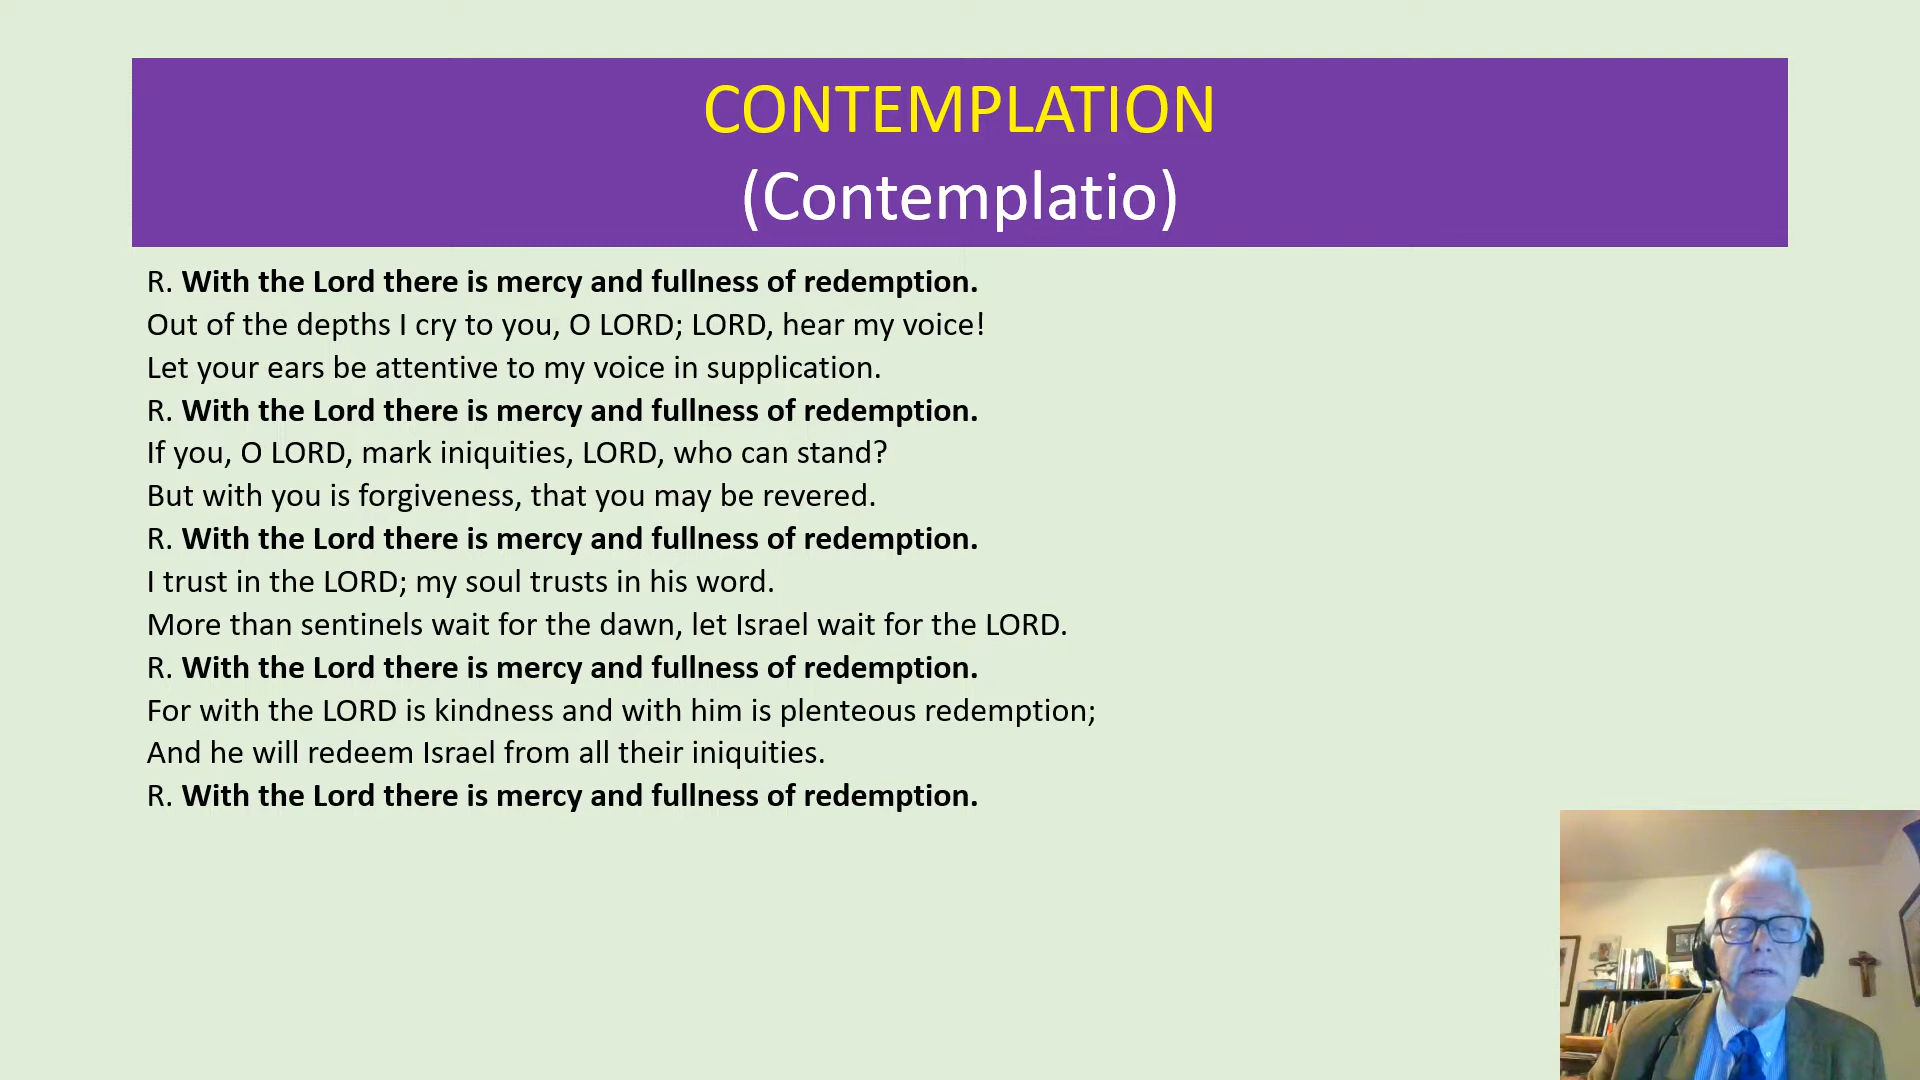 CONTEMPLATION
(Contemplatio)
R. With the Lord there is mercy and fullness of redemption.
Out of the depths I cry to you, O LORD; LORD, hear my voice!
Let your ears be attentive to my voice in supplication.
R. With the Lord there is mercy and fullness of redemption.
If you, O LORD, mark iniquities, LORD, who can stand?
But with you is forgiveness, that you may be revered.
R. With the Lord there is mercy and fullness of redemption.
I trust in the LORD; my soul trusts in his word.
More than sentinels wait for the dawn, let Israel wait for the LORD.
R. With the Lord there is mercy and fullness of redemption.
For with the LORD is kindness and with him is plenteous redemption;
And he will redeem Israel from all their iniquities.
R. With the Lord there is mercy and fullness of redemption.